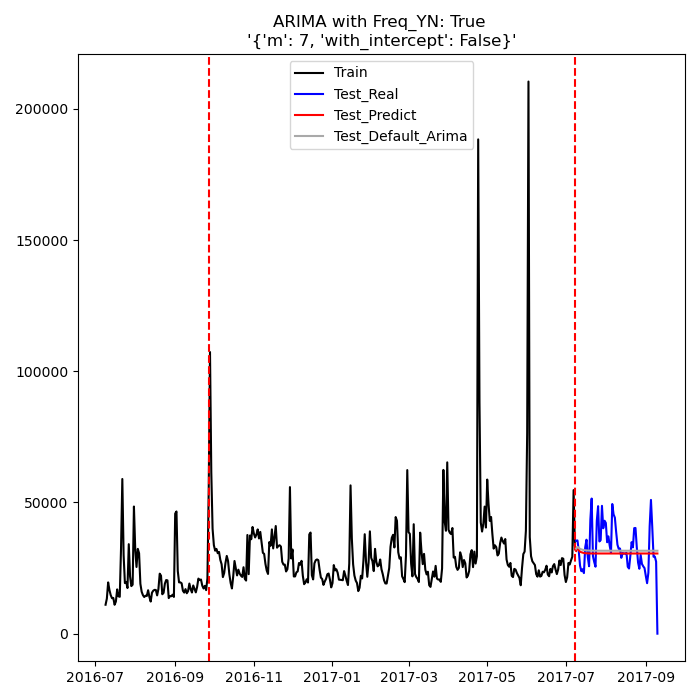 ARIMA with Freq_YN: True
'{'m': 7, 'with_intercept': False}'
Train
Test_Real
Test_Predict
Test_Default_Arima
200000
150000
100000
50000
0
2016-07 2016-09 2016-11 2017-01 2017-03 2017-05 2017-07 2017-09